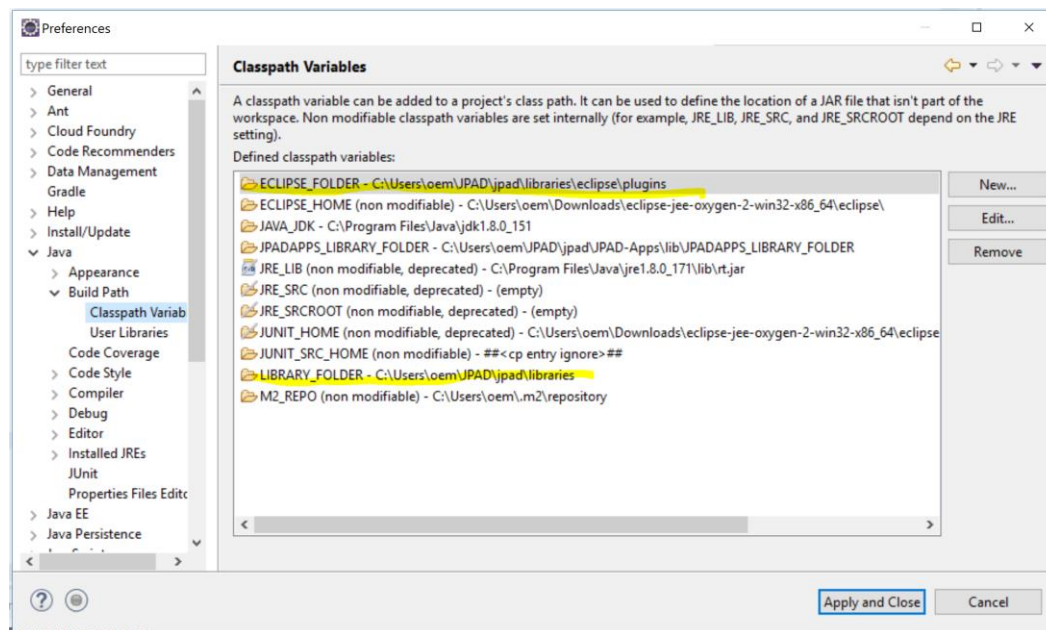 Preferences
type filter text
General
Ant
Cloud Foundry
Code Recommenders
Data Management
Gradle
Help
Install/Update
Java
Appearance
Build Path
Classpath Variab
User Libraries
Code Coverage
Code Style
Compiler
Debug
Editor
Installed JREs
JUnit
Properties Files Edito
Java EE
Java Persistence
Classpath Variables
A classpath variable can be added to a project's class path. It can be used to define the location of a JAR file that isn't part of the
workspace. Non modifiable classpath variables are set internally (for example, JRE_LIB, JRE_SRC, and JRE_SRCROOT depend on the JRE
setting).
Defined classpath variables:
ECLIPSE_FOLDER - C:\Users\oem\JPAD\jpad\libraries\eclipse\plugins
ECLIPSE_HOME (non modifiable) - C:\Users\oem\Downloads\eclipse-jee-oxygen-2-win32-x86_64\eclipse\
JAVA_JDK - C:\Program Files\Java\jdk1.8.0_151
JPADAPPS_LIBRARY_FOLDER - C:\Users\oem\JPAD\jpad\JPAD-Apps\lib\JPADAPPS_LIBRARY_FOLDER
JRE_LIB (non modifiable, deprecated) - C:\Program Files\Java\jre1.8.0_171\lib\rt.jar
JRE_SRC (non modifiable, deprecated) - (empty)
JRE_SRCROOT (non modifiable, deprecated) - (empty)
JUNIT_HOME (non modifiable, deprecated) - C:\Users\oem\Downloads\eclipse-jee-oxygen-2-win32-x86_64\eclipse
JUNIT_SRC_HOME (non modifiable) - ##<cp entry ignore>##
LIBRARY_FOLDER - C:\Users\oem\JPAD\jpad\libraries
M2_REPO (non modifiable) - C:\Users\oem\.m2\repository
New...
Edit...
Remove
Apply and Close
Cancel